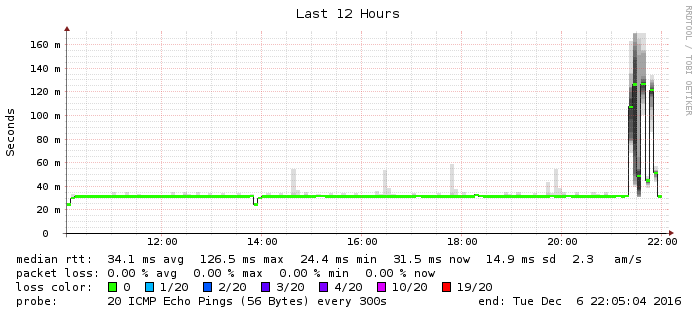 Last 12 Hours
RRDTOOL / TOBI OETIKER
Seconds
160 m
140 m
120 m
100 m
80 m
60 m
40 m
20 m
0
12:00 14:00 16:00 18:00 20:00 22:00
median rtt: 34.1 ms avg 126.5 ms max 24.4 ms min 31.5 ms now 14.9 ms sd 2.3 am/s
packet loss: 0.00 % avg 0.00 % max 0.00 % min 0.00 % now
loss color: 0 1/20 2/20 3/20 4/20 10/20 19/20
probe: 20 ICMP Echo Pings (56 Bytes) every 300s end: Tue Dec 6 22:05:04 2016